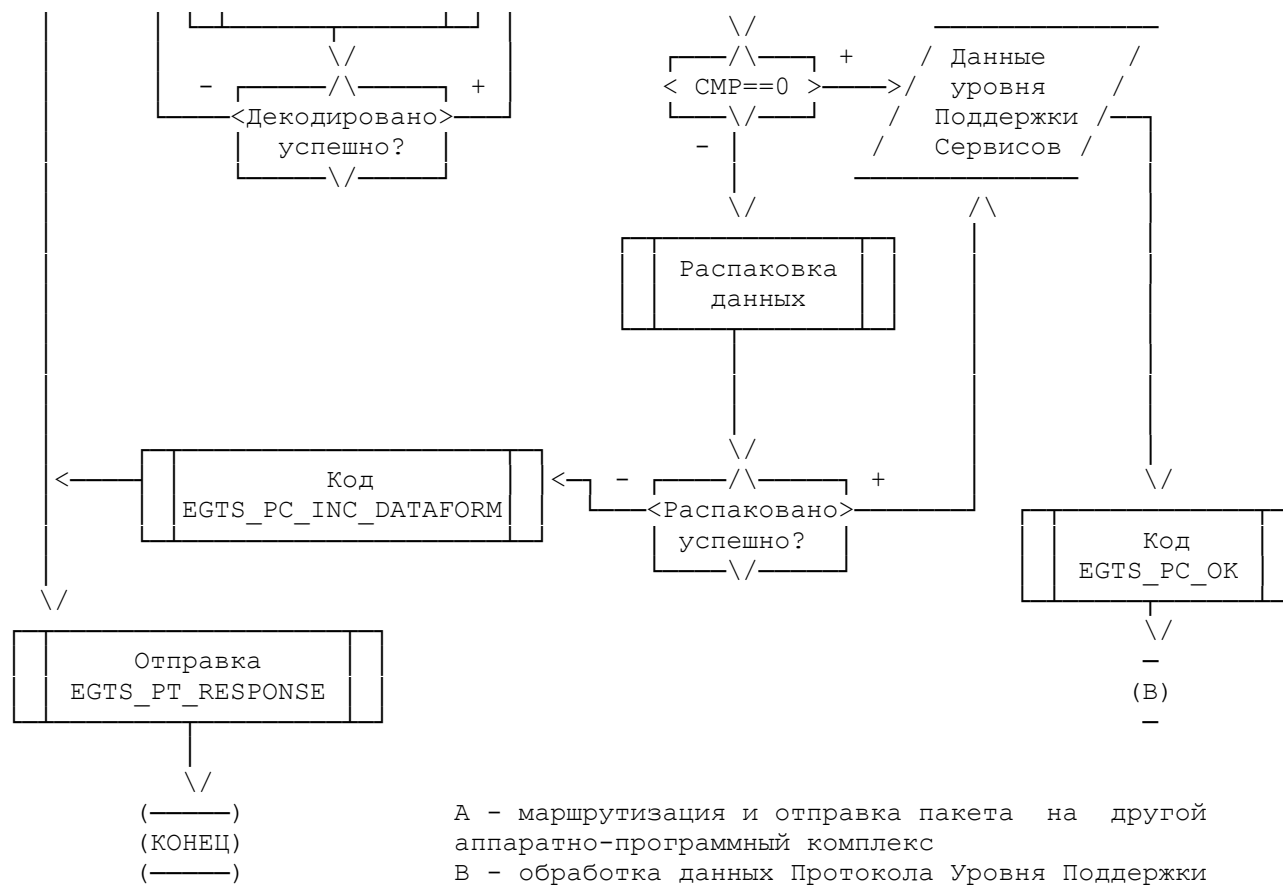 + Данные
- + < CMP==0 > уровня
<Декодировано> Поддержки
успешно? - Сервисов
Распаковка
данных
Код - +
EGTS_PC_INC_DATAFORM <Распаковано>
успешно? Код
EGTS_PC_OK
Отправка
EGTS_PT_RESPONSE (B)
(КОНЕЦ)
A - маршрутизация и отправка пакета на другой
аппаратно-программный комплекс
B - обработка данных Протокола Уровня Поддержки